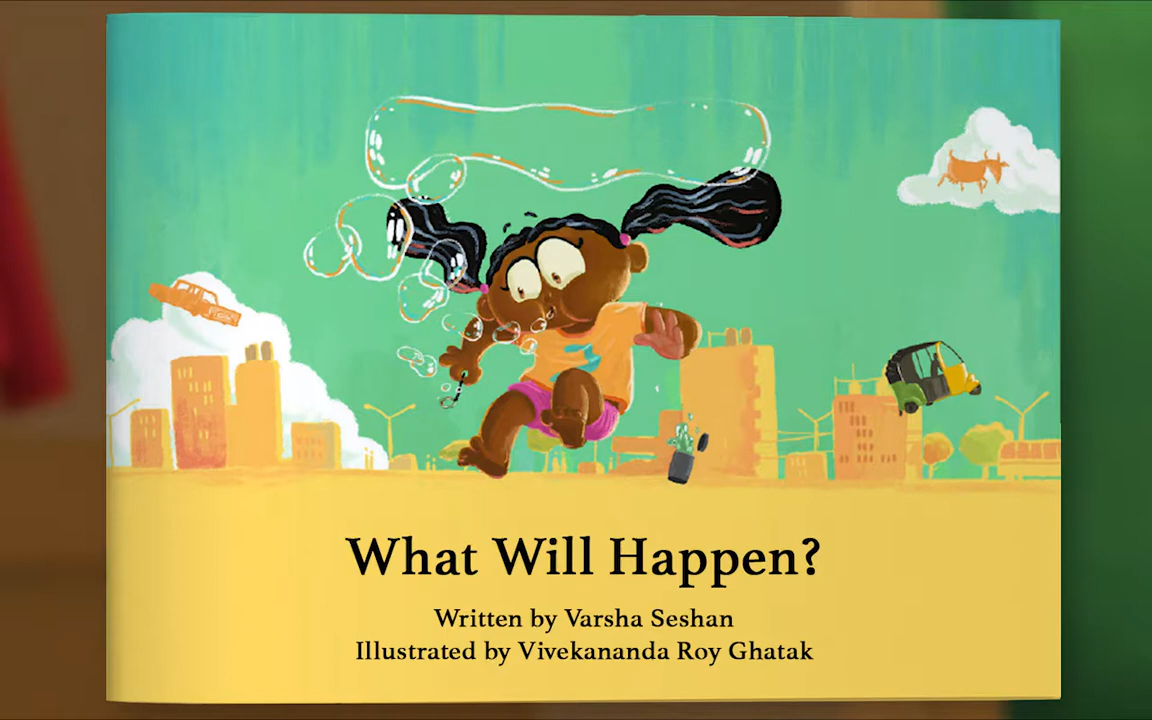 What Will Happen?
Written by Varsha Seshan
Illustrated by Vivekananda Roy Ghatak